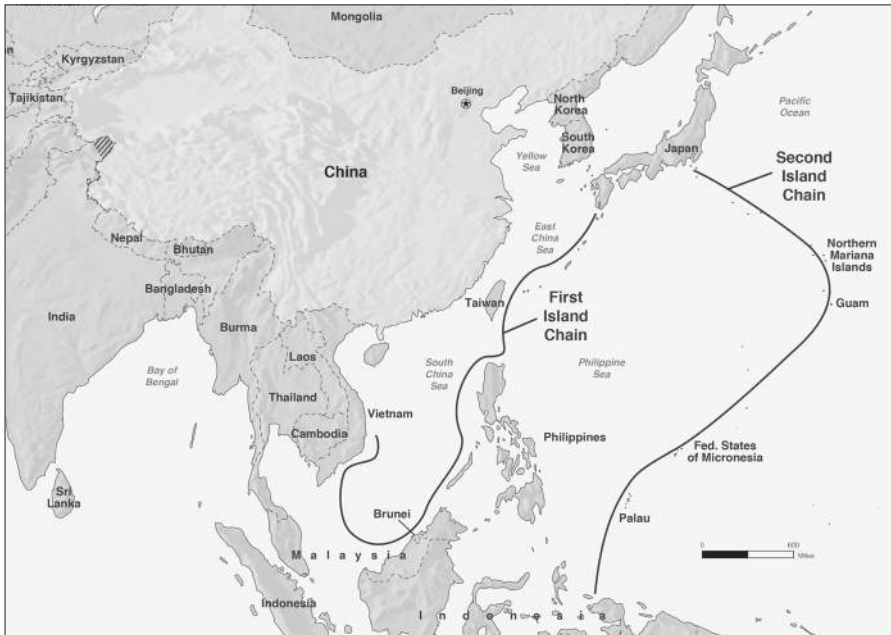 Mongolia
Kyrgyzstan
Tajikistan
Beijing
North
Korea
South
Korea
Japan
Pacific
Ocean
Yellow
Sea
China
Second
Island
Chain
Nepal
Bhutan
East
China
Sea
Northern
Mariana
Islands
Bangladesh
India
Burma
Taiwan
First
Island
Chain
Guam
Laos
Bay of
Bengal
South
China
Sea
Philippine
Sea
Thailand
Vietnam
Cambodia
Philippines
Fed. States
of Micronesia
Sri
Lanka
Brunei
Palau
0 600
Miles
Malaysia
Indonesia
Indonesia